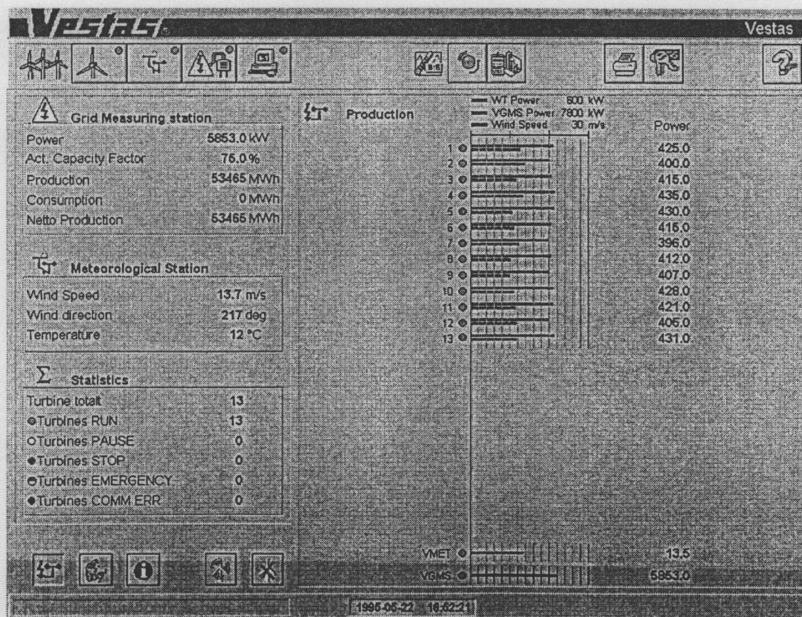 Vestas
Vestas
Grid Measuring station
Power 5853.0 kW
Act. Capacity Factor 75.0 %
Production 53465 MWh
Consumption 0 MWh
Netto Production 53465 MWh
Meteorological Station
Wind Speed 13.7 m/s
Wind direction 217 deg
Temperature 12 °C
Σ Statistics
Turbine totalt 13
Turbines RUN 13
Turbines PAUSE 0
Turbines STOP 0
Turbines EMERGENCY 0
Turbines COMM ERR 0
Production
WT Power 600 kW
VGMS Power 7800 kW
Wind Speed 30 m/s
Power
1 425.0
2 400.0
3 415.0
4 435.0
5 430.0
6 415.0
7 396.0
8 412.0
9 407.0
10 428.0
11 421.0
12 405.0
13 431.0
VMET 13.5
VGMS 5853.0
1995-05-22 16:52:21